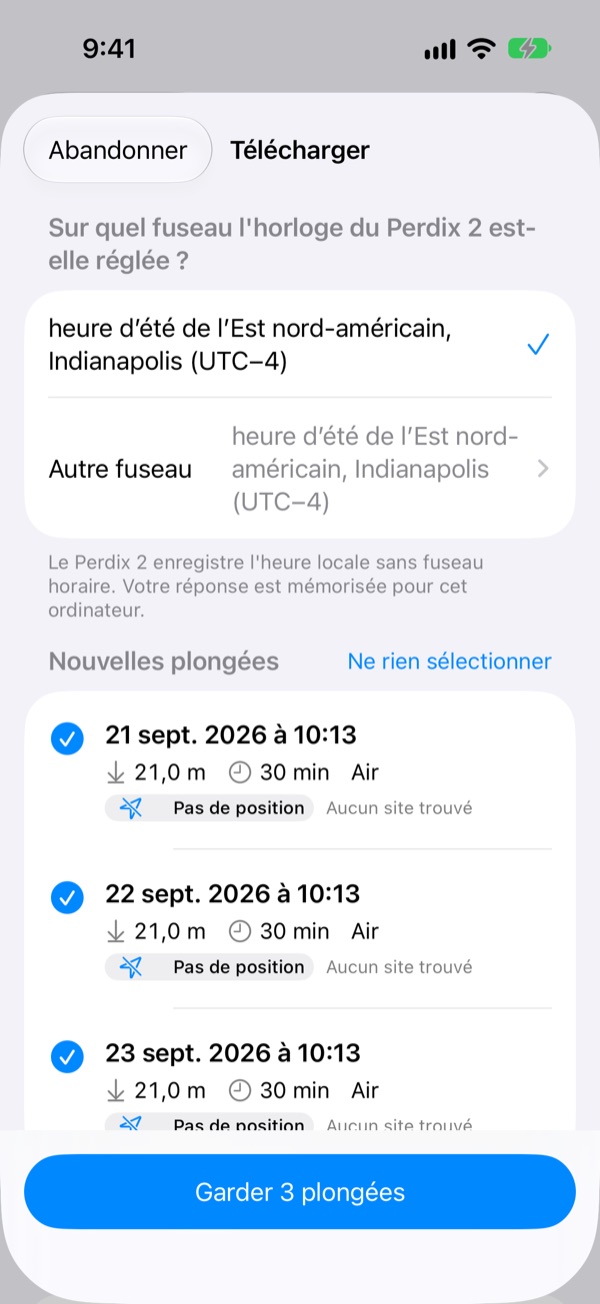 9:41
Abandonner
Télécharger
Sur quel fuseau l'horloge du Perdix 2 est-
elle réglée ?
heure d’été de l’Est nord-américain,
Indianapolis (UTC−4)
Autre fuseau
heure d’été de l’Est nord-
américain, Indianapolis
(UTC−4)
Le Perdix 2 enregistre l'heure locale sans fuseau
horaire. Votre réponse est mémorisée pour cet
ordinateur.
Nouvelles plongées
Ne rien sélectionner
21 sept. 2026 à 10:13
21,0 m 30 min Air
Pas de position Aucun site trouvé
22 sept. 2026 à 10:13
21,0 m 30 min Air
Pas de position Aucun site trouvé
23 sept. 2026 à 10:13
21,0 m 30 min Air
Pas de position Aucun site trouvé
Garder 3 plongées